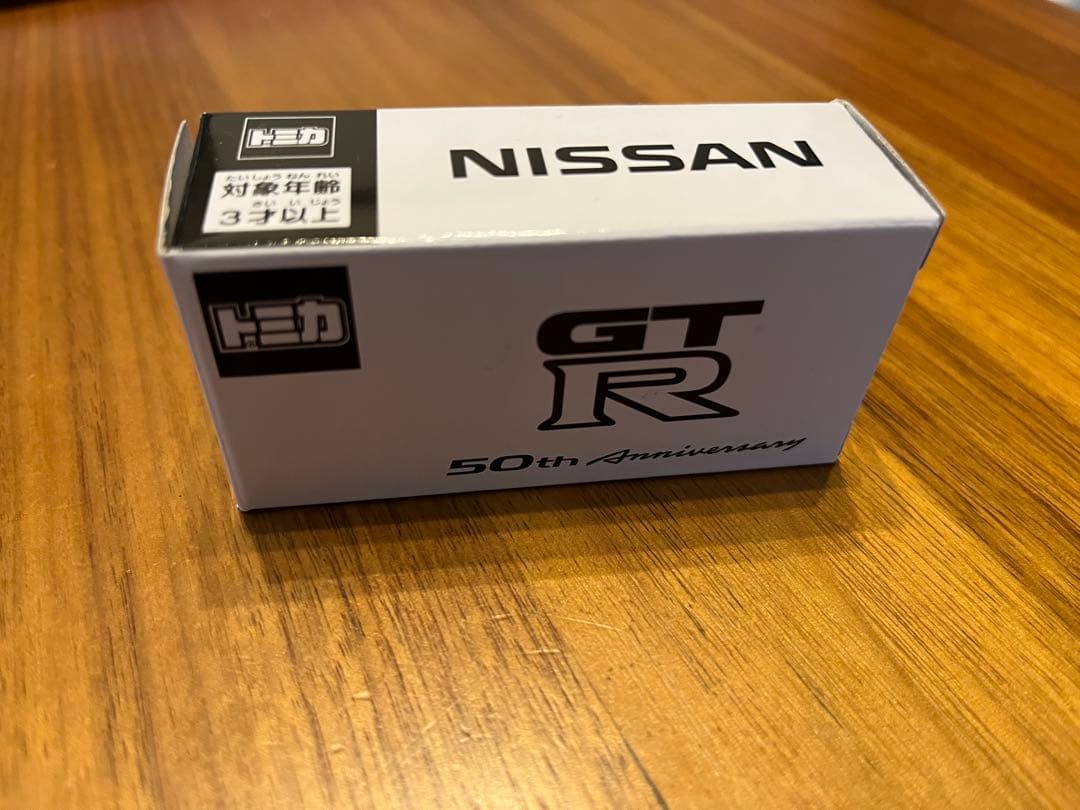 トミカ
たいしょう ねん れい
対象年齢
さい い じょう
3才以上
NISSAN
トミカ
GT
R
50th Anniversary